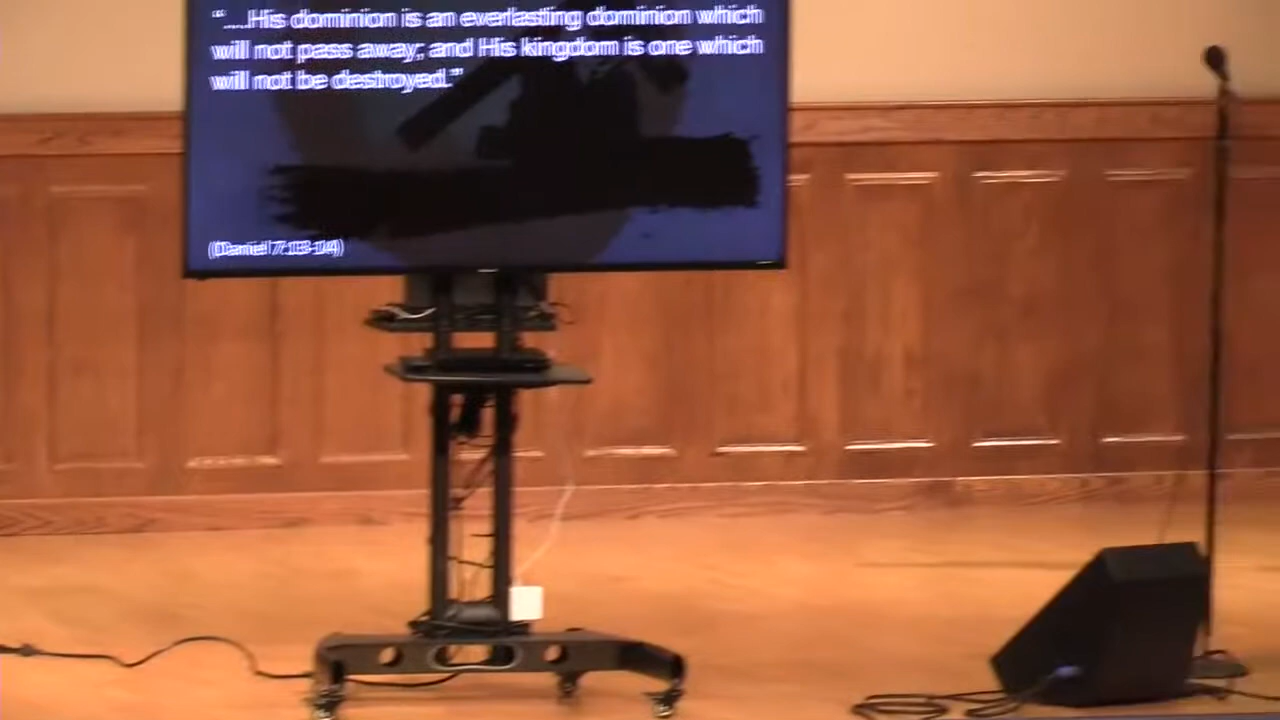 “....His dominion is an everlasting dominion which
will not pass away; and His kingdom is one which
will not be destroyed.”
(Daniel 7:13-14)